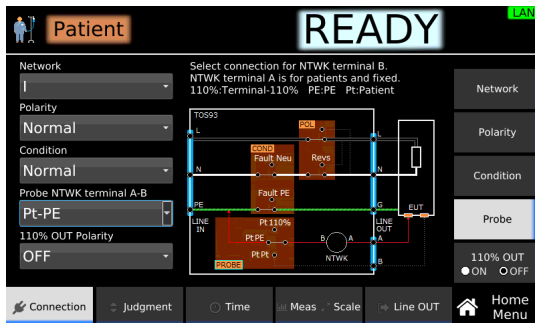 Patient
READY
LAN
Network
I
Polarity
Normal
Condition
Normal
Probe NTWK terminal A-B
Pt-PE
110% OUT Polarity
OFF
Select connection for NTWK terminal B.
NTWK terminal A is for patients and fixed.
110%:Terminal-110% PE:PE Pt:Patient
TOS93
L
POL
L
COND
Fault Neu
Revs
N
N
Fault PE
PE
G
EUT
LINE
IN
Pt 110%
LINE
OUT
Pt PE
B
A
A
Pt Pt
NTWK
B
PROBE
Network
Polarity
Condition
Probe
110% OUT
ON OFF
Connection
Judgment
Time
Meas
Scale
Line OUT
Home
Menu